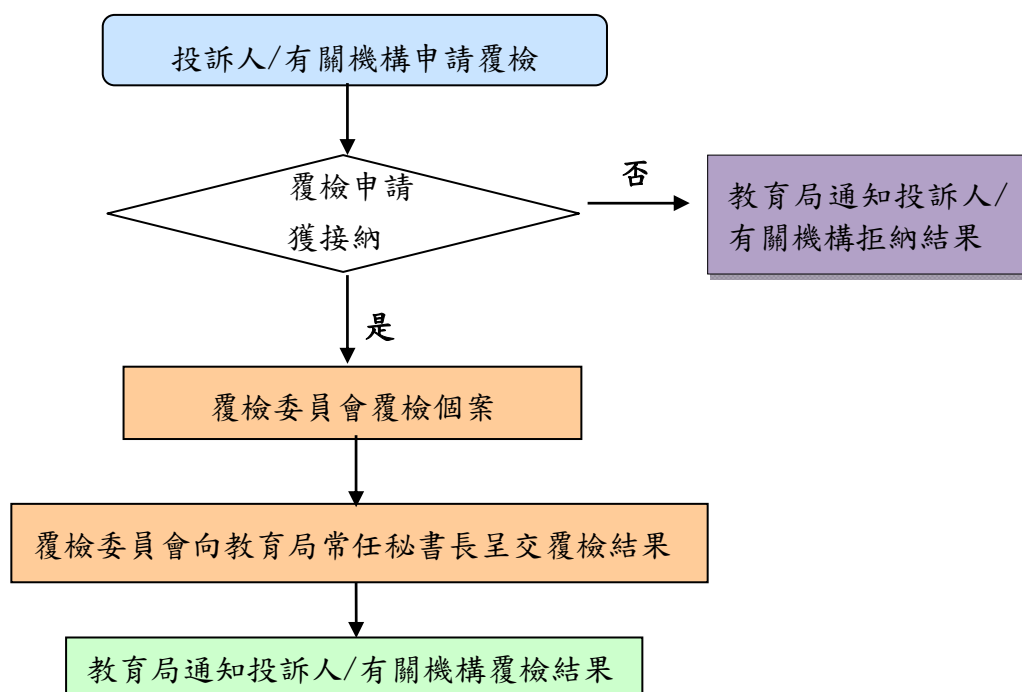 投訴人/有關機構申請覆檢
覆檢申請
獲接納
否
教育局通知投訴人/
有關機構拒納結果
是
覆檢委員會覆檢個案
覆檢委員會向教育局常任秘書長呈交覆檢結果
教育局通知投訴人/有關機構覆檢結果